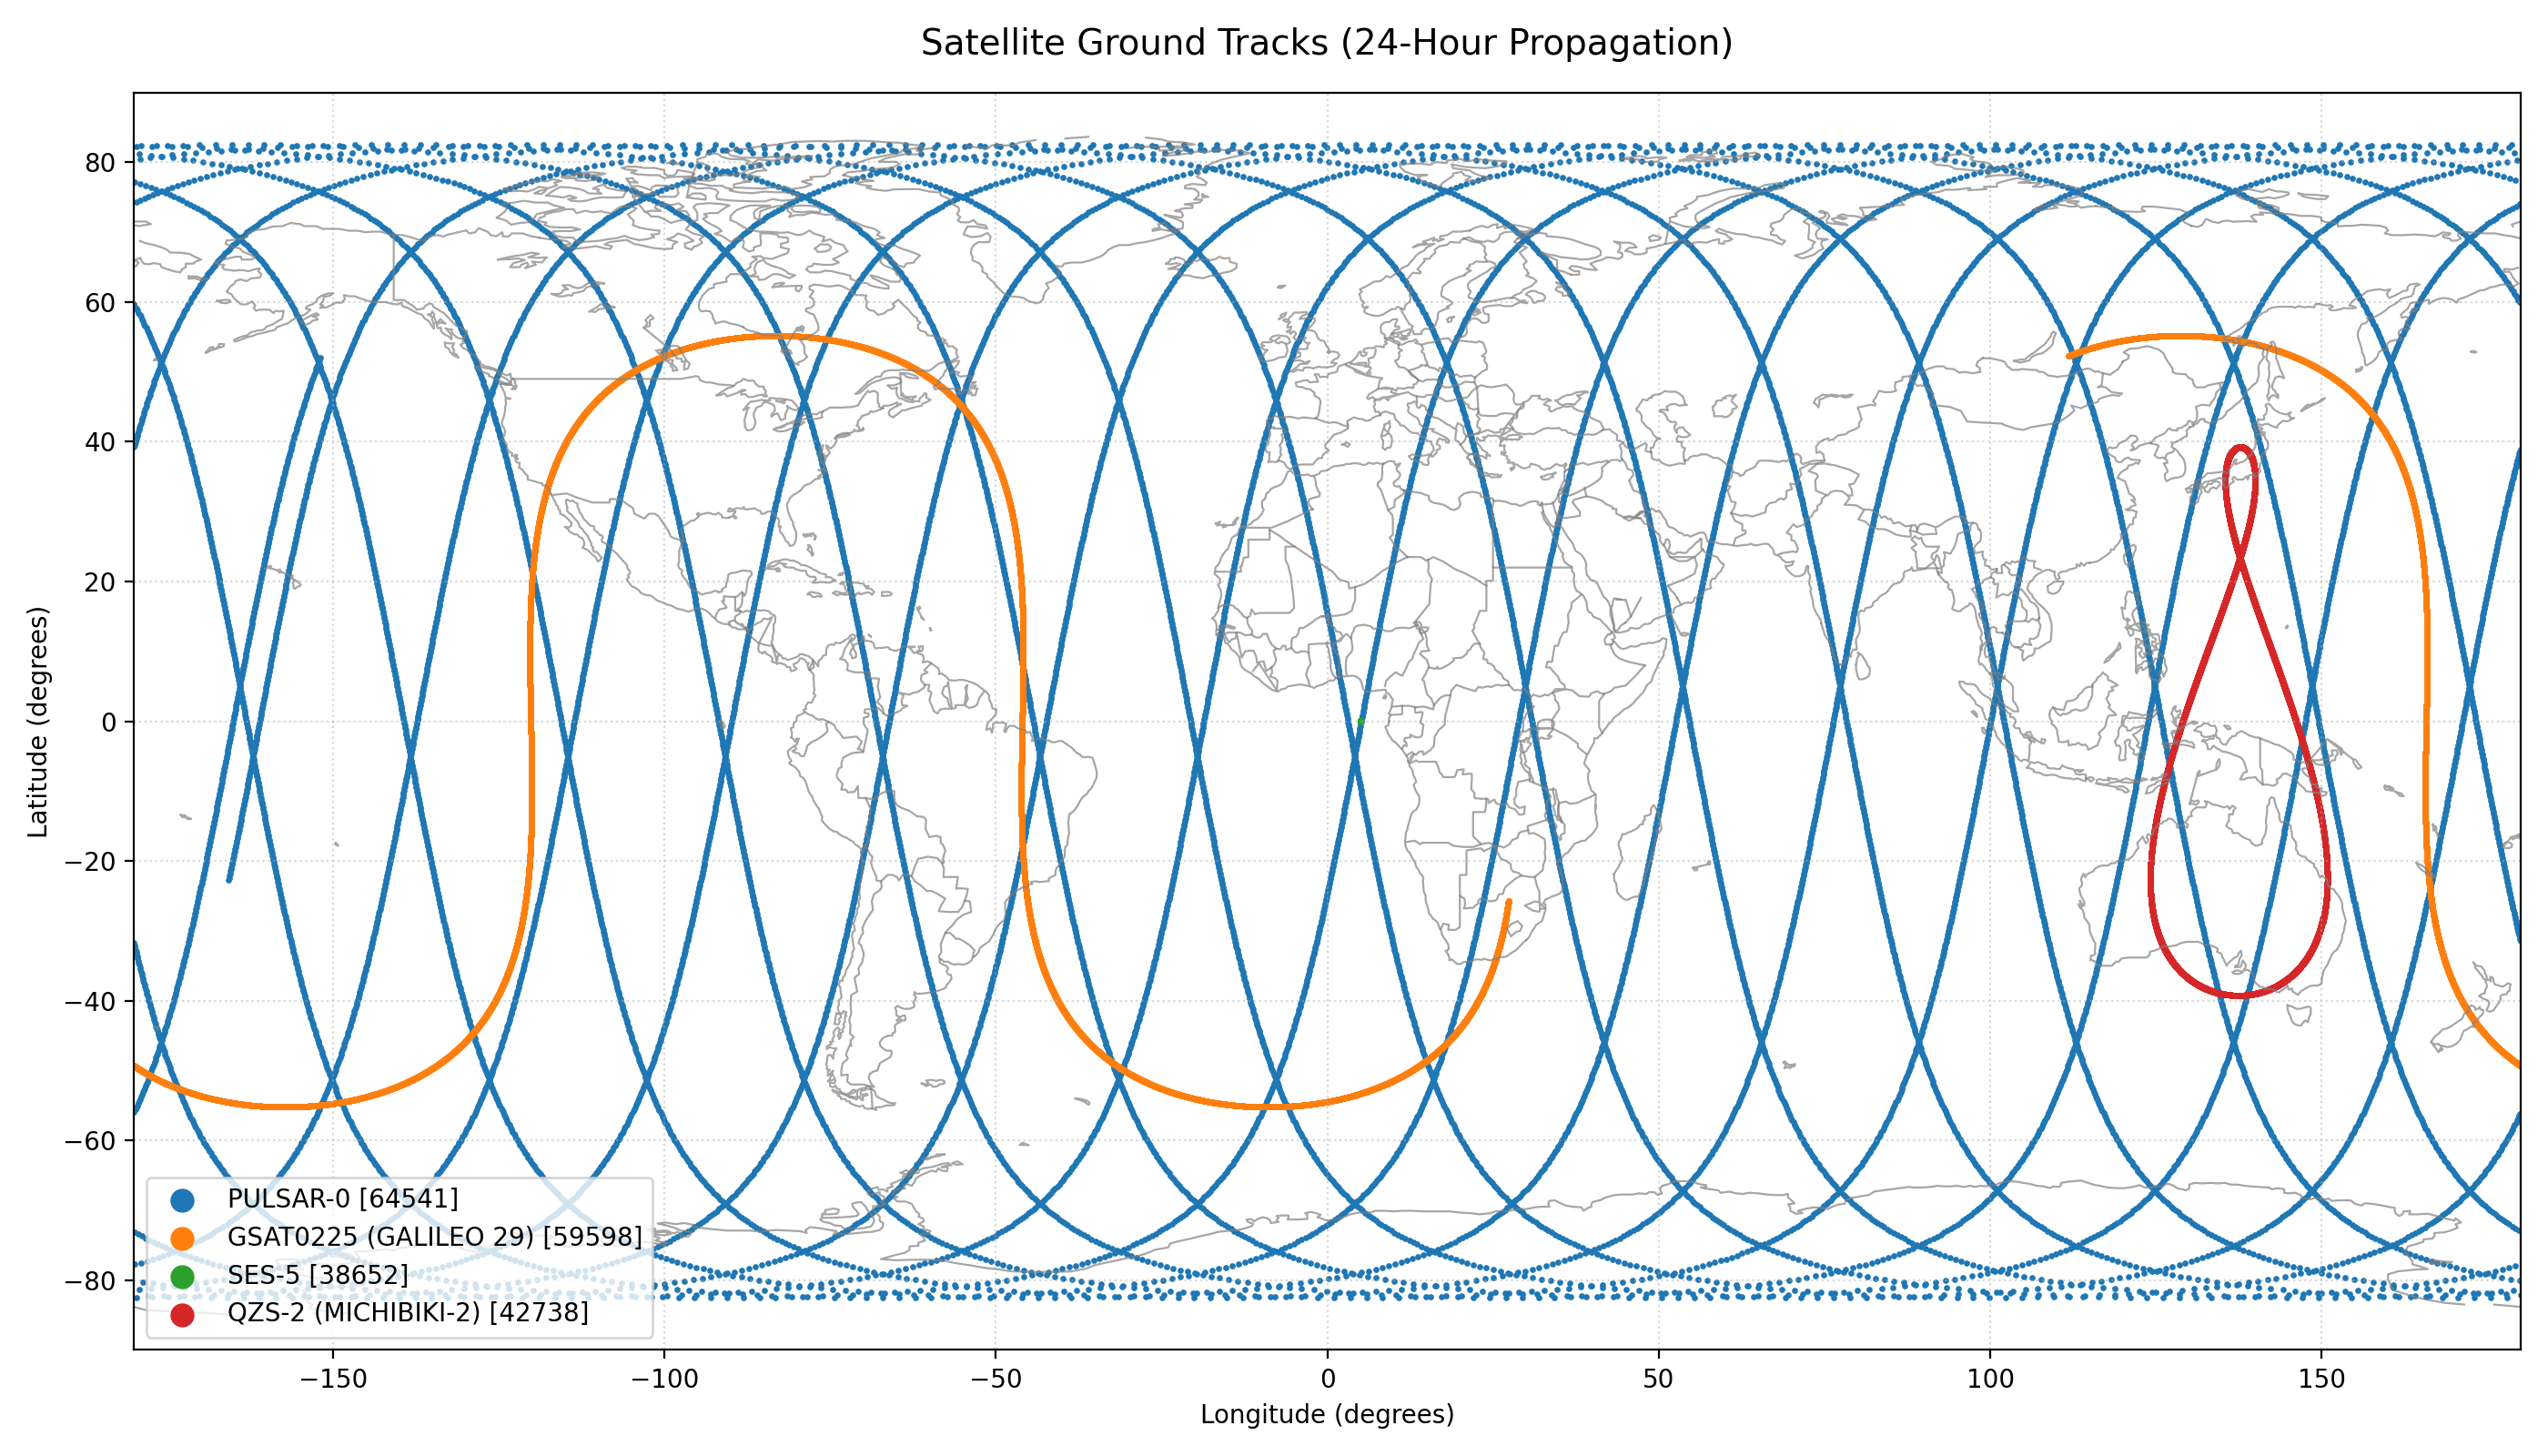 Satellite Ground Tracks (24-Hour Propagation)
Latitude (degrees)
80
60
40
20
0
−20
−40
−60
−80
PULSAR-0 [64541]
GSAT0225 (GALILEO 29) [59598]
SES-5 [38652]
QZS-2 (MICHIBIKI-2) [42738]
−150 −100 −50 0 50 100 150
Longitude (degrees)